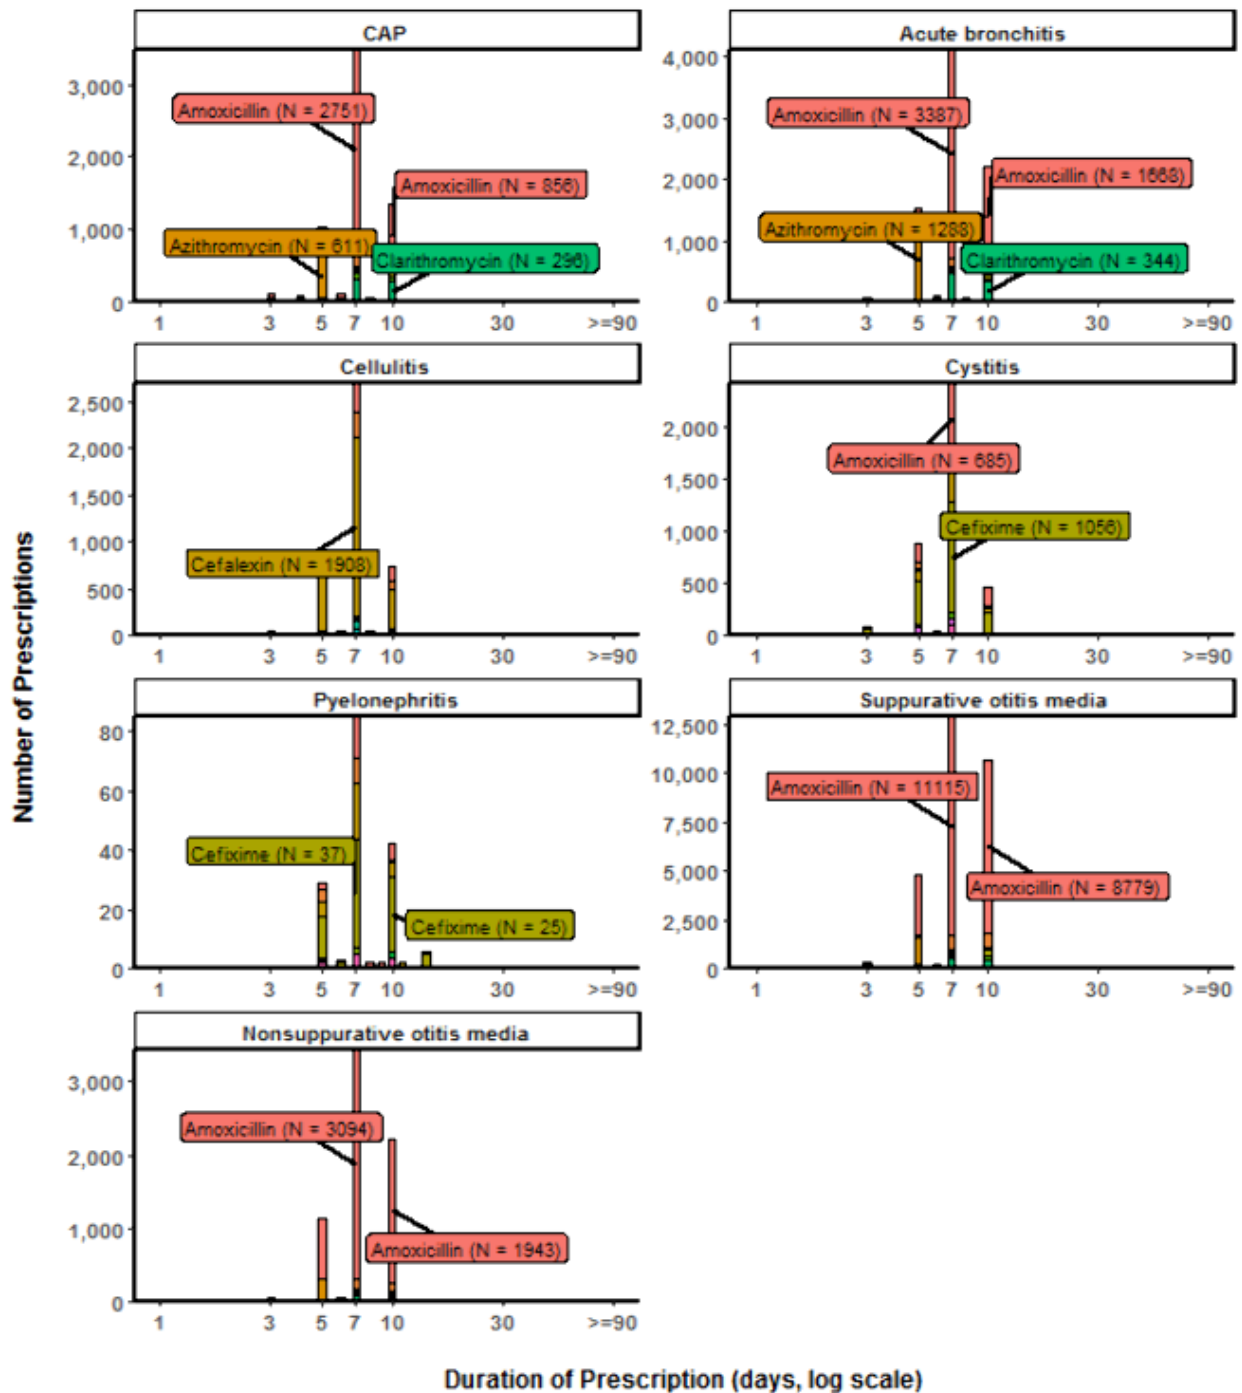 CAP
3,000
2,000
1,000
0
Amoxicillin (N = 2751)
Amoxicillin (N = 856)
Azithromycin (N = 611)
Clarithromycin (N = 296)
1 3 5 7 10 30 >=90
Acute bronchitis
4,000
3,000
2,000
1,000
0
Amoxicillin (N = 3387)
Amoxicillin (N = 1668)
Azithromycin (N = 1288)
Clarithromycin (N = 344)
1 3 5 7 10 30 >=90
Cellulitis
2,500
2,000
1,500
1,000
500
0
Cefalexin (N = 1908)
1 3 5 7 10 30 >=90
Cystitis
2,000
1,500
1,000
500
0
Amoxicillin (N = 685)
Cefixime (N = 1056)
1 3 5 7 10 30 >=90
Pyelonephritis
80
60
40
20
0
Cefixime (N = 37)
Cefixime (N = 25)
1 3 5 7 10 30 >=90
Suppurative otitis media
12,500
10,000
7,500
5,000
2,500
0
Amoxicillin (N = 11115)
Amoxicillin (N = 8779)
1 3 5 7 10 30 >=90
Nonsuppurative otitis media
3,000
2,000
1,000
0
Amoxicillin (N = 3094)
Amoxicillin (N = 1943)
1 3 5 7 10 30 >=90
Number of Prescriptions
Duration of Prescription (days, log scale)